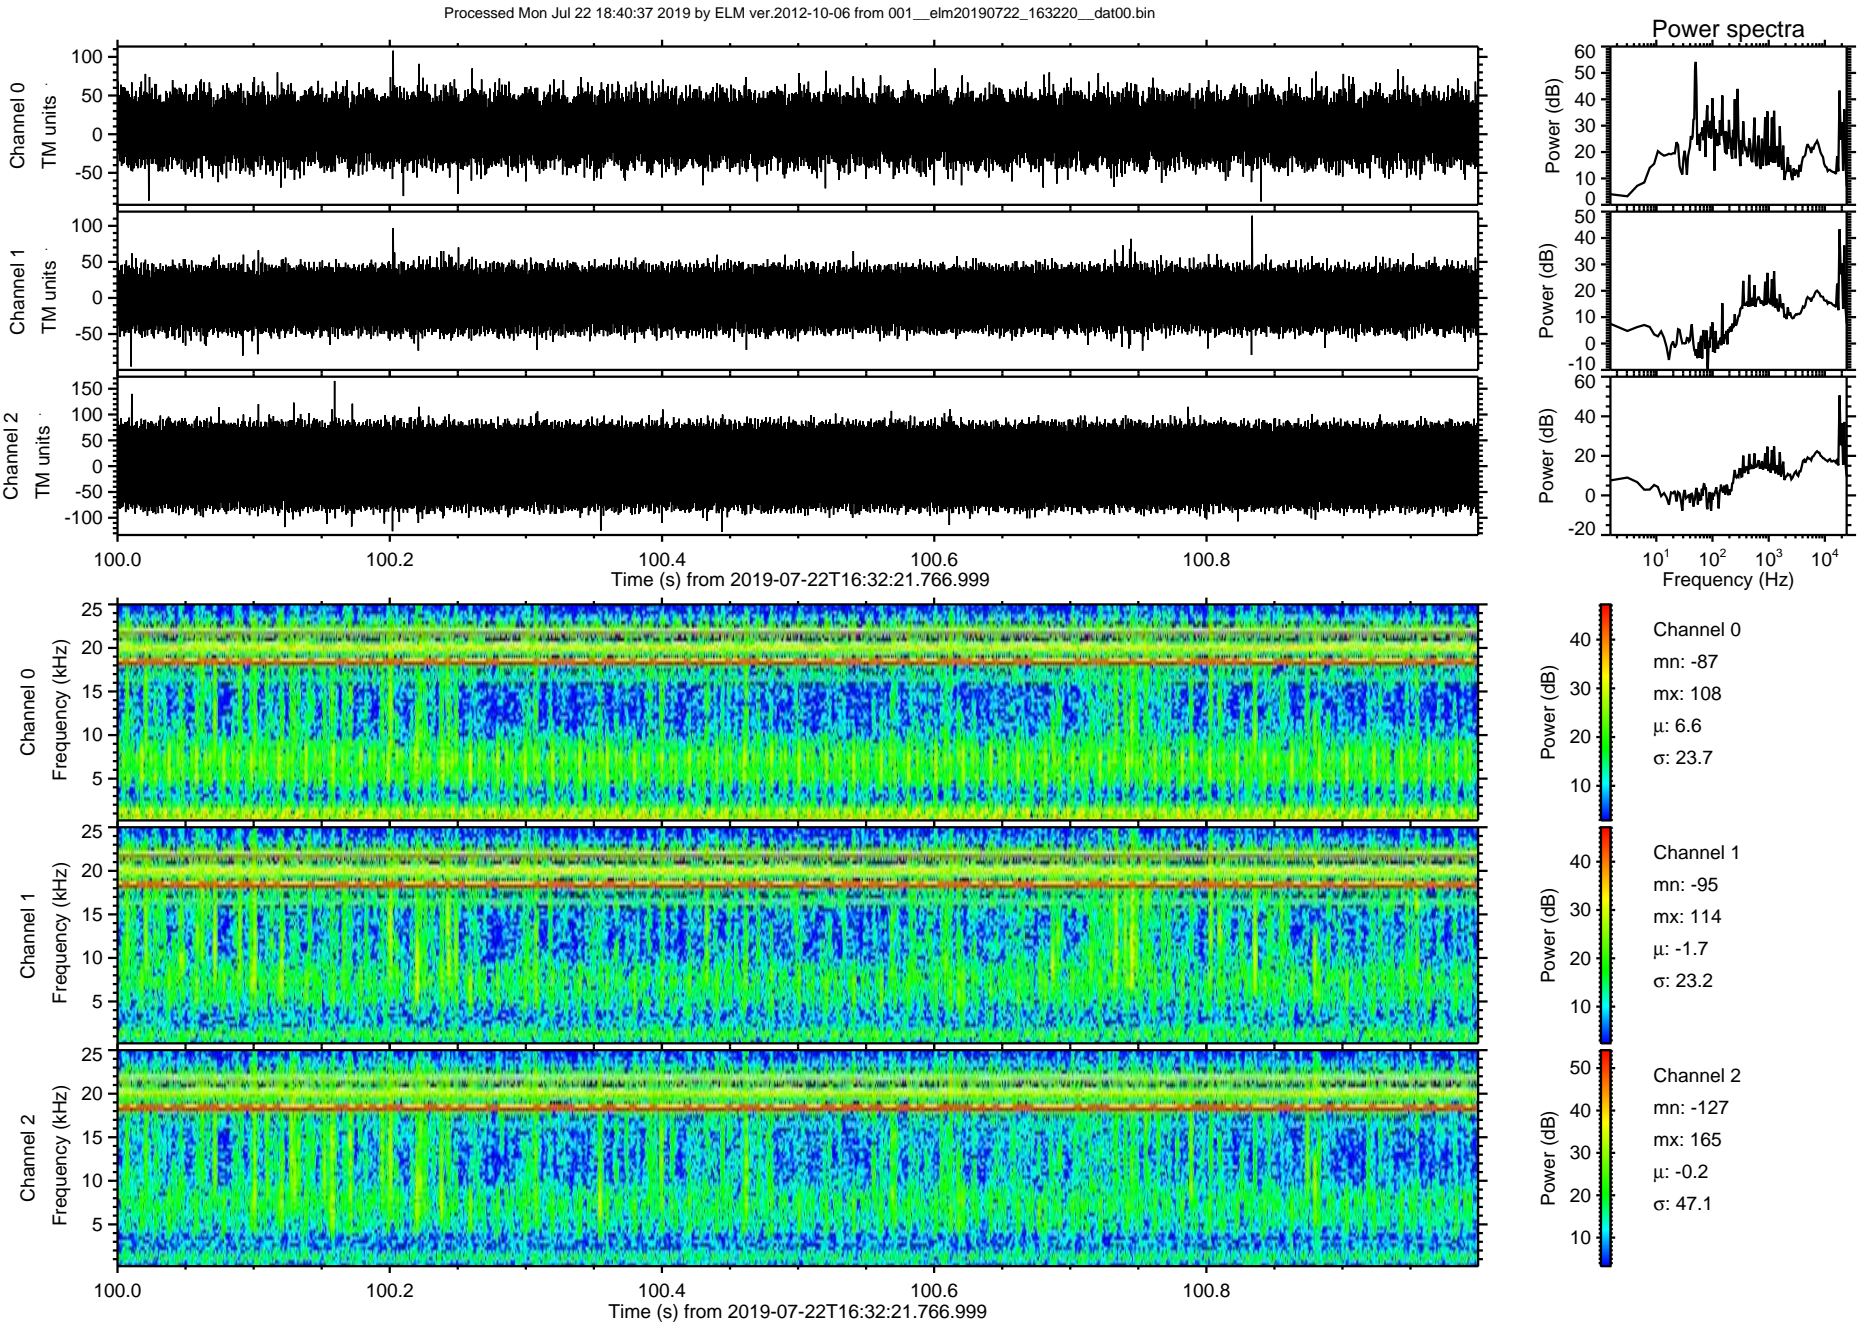 Processed Mon Jul 22 18:40:37 2019 by ELM ver.2012-10-06 from 001__elm20190722_163220__dat00.bin
Power spectra
Channel 0
TM units
100
50
0
-50
Power (dB)
60
50
40
30
20
10
0
Channel 1
TM units
100
50
0
-50
Power (dB)
50
40
30
20
10
0
-10
Channel 2
TM units
150
100
50
0
-50
-100
Power (dB)
60
40
20
0
-20
100.0 100.2 100.4 100.6 100.8
Time (s) from 2019-07-22T16:32:21.766.999
10^1 10^2 10^3 10^4
Frequency (Hz)
Channel 0
Frequency (kHz)
25
20
15
10
5
Power (dB)
40
30
20
10
Channel 0
mn: -87
mx: 108
μ: 6.6
σ: 23.7
Channel 1
Frequency (kHz)
25
20
15
10
5
Power (dB)
40
30
20
10
Channel 1
mn: -95
mx: 114
μ: -1.7
σ: 23.2
Channel 2
Frequency (kHz)
25
20
15
10
5
Power (dB)
50
40
30
20
10
Channel 2
mn: -127
mx: 165
μ: -0.2
σ: 47.1
100.0 100.2 100.4 100.6 100.8
Time (s) from 2019-07-22T16:32:21.766.999